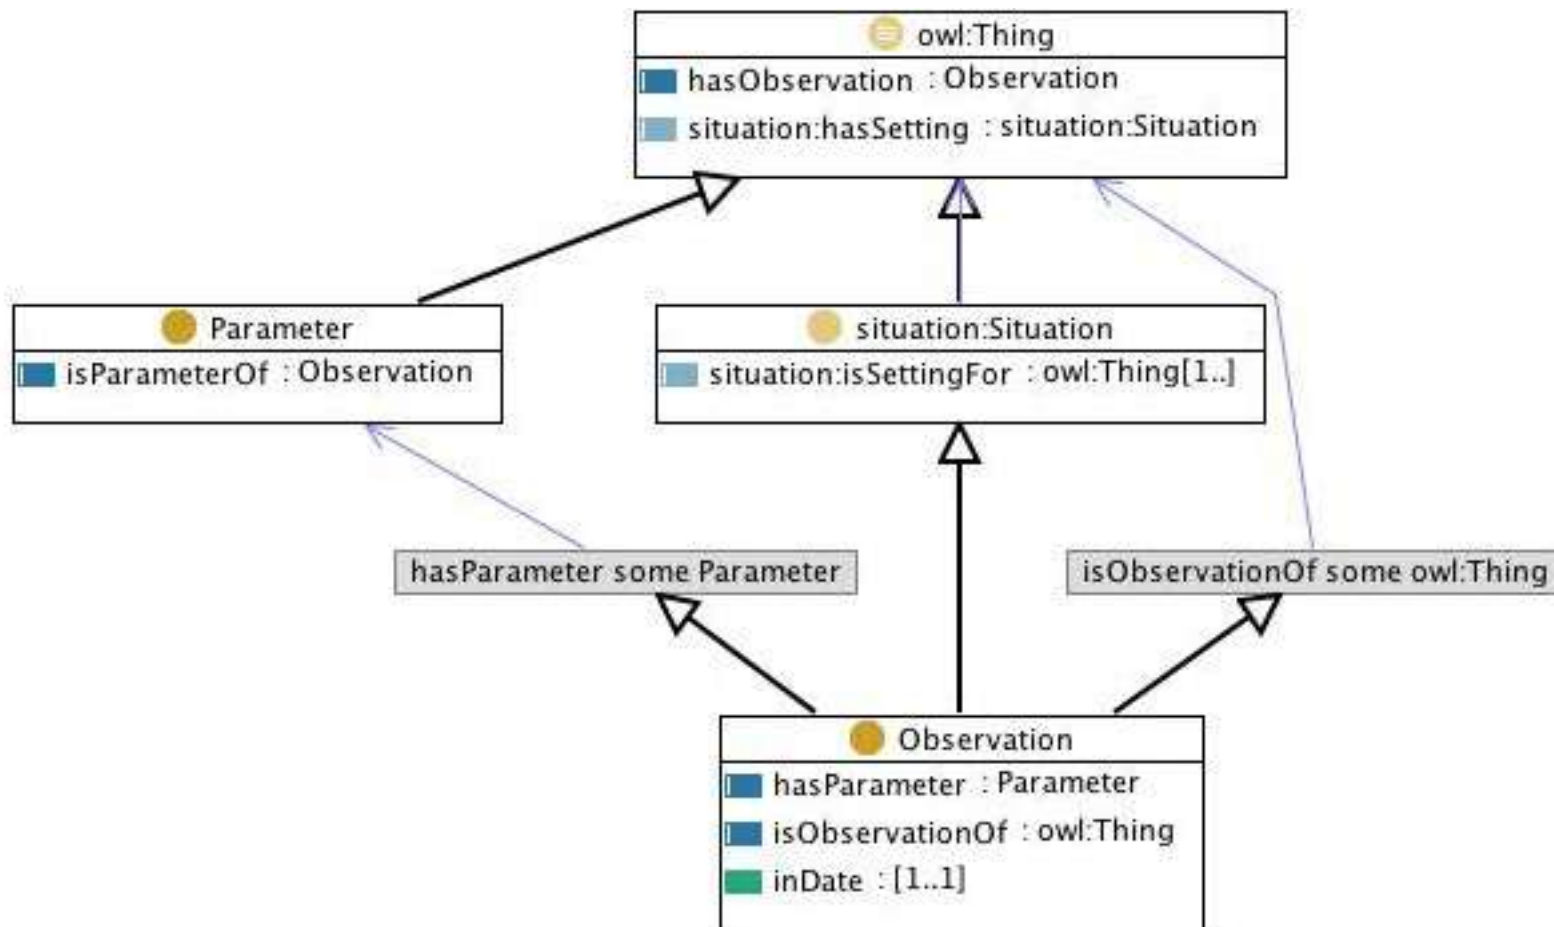 owl:Thing
hasObservation : Observation
situation:hasSetting : situation:Situation
Parameter
isParameterOf : Observation
situation:Situation
situation:isSettingFor : owl:Thing[1..]
hasParameter some Parameter
isObservationOf some owl:Thing
Observation
hasParameter : Parameter
isObservationOf : owl:Thing
inDate : [1..1]